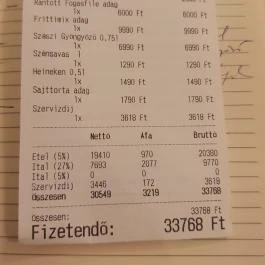 Rántott Fogasfile adag
1x 6000 Ft 6000 Ft
Frittimix adag
1x 9990 Ft 9990 Ft
Szászi Gyöngyöző 0,75l
1x 6990 Ft 6990 Ft
Szénsavas 1
1x 1290 Ft 1290 Ft
Heineken 0,5l
1x 1490 Ft 1490 Ft
Sajttorta adag
1x 1790 Ft 1790 Ft
Szervizdíj
1x 3618 Ft 3618 Ft
Nettó Áfa Bruttó
Étel (5%) 19410 970 20380
Ital (27%) 7693 2077 9770
Ital (5%) 0 0 0
Szervizdíj 3446 172 3619
Összesen 30549 3219 33768
Összesen: 33768 Ft
Fizetendő: 33768 Ft